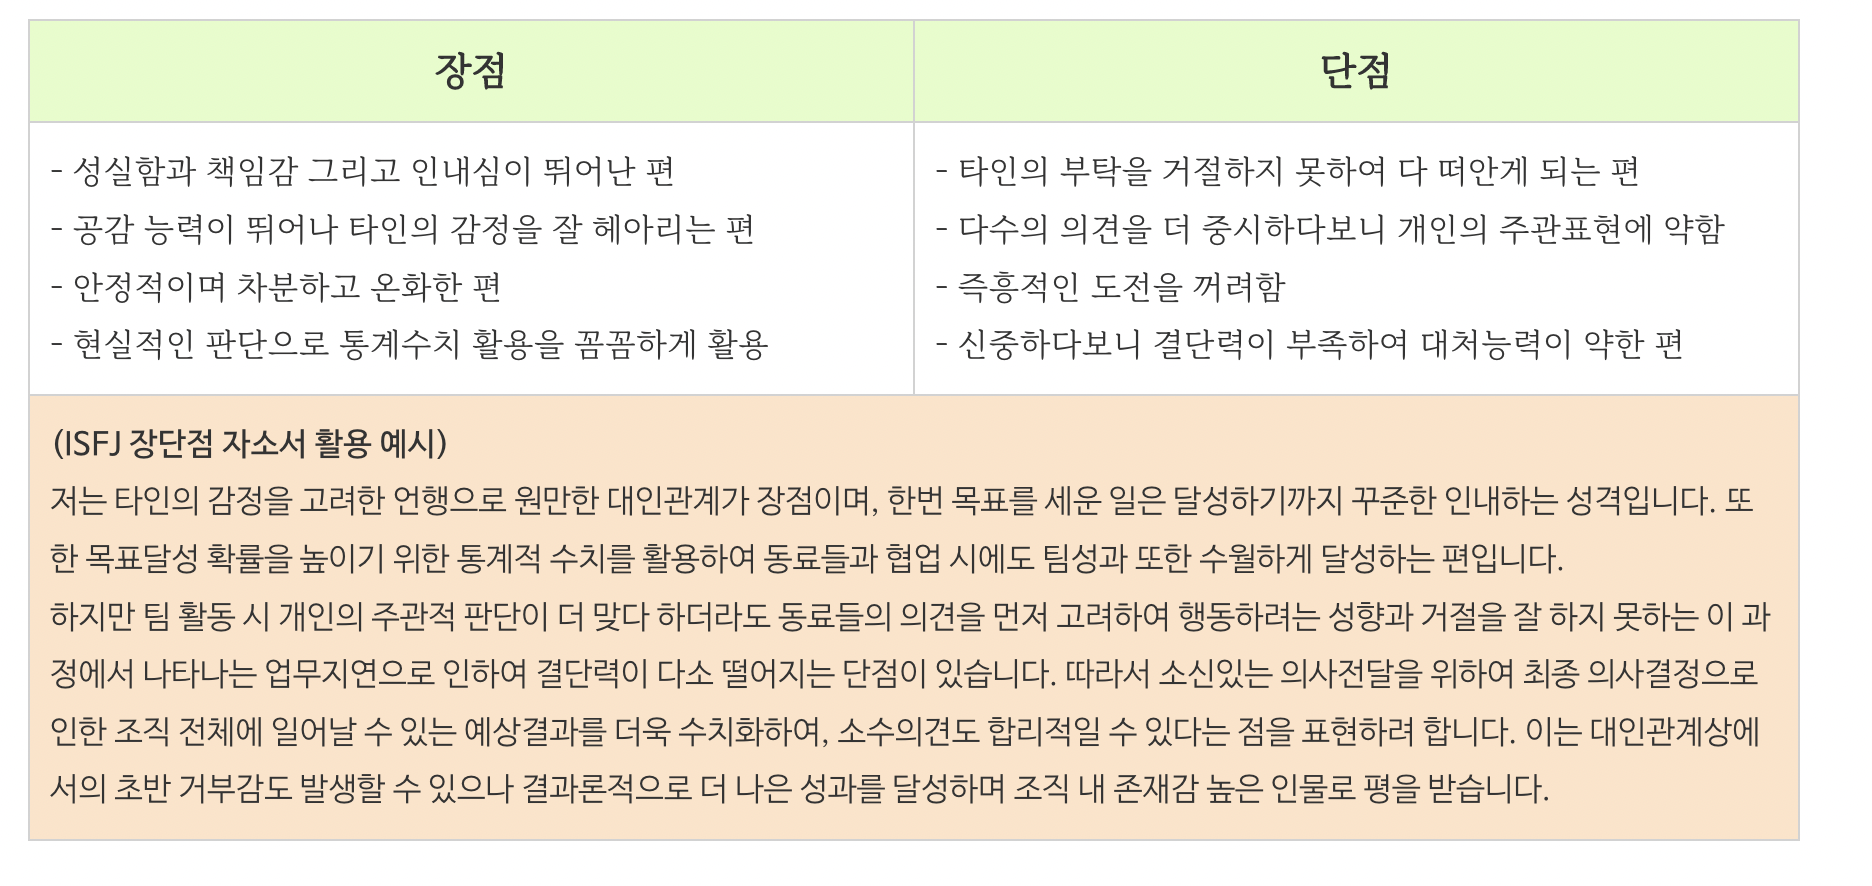 장점
단점
- 성실함과 책임감 그리고 인내심이 뛰어난 편
- 공감 능력이 뛰어나 타인의 감정을 잘 헤아리는 편
- 안정적이며 차분하고 온화한 편
- 현실적인 판단으로 통계수치 활용을 꼼꼼하게 활용
- 타인의 부탁을 거절하지 못하여 다 떠안게 되는 편
- 다수의 의견을 더 중시하다보니 개인의 주관표현에 약함
- 즉흥적인 도전을 꺼려함
- 신중하다보니 결단력이 부족하여 대처능력이 약한 편
(ISFJ 장단점 자소서 활용 예시)
저는 타인의 감정을 고려한 언행으로 원만한 대인관계가 장점이며, 한번 목표를 세운 일은 달성하기까지 꾸준한 인내하는 성격입니다. 또
한 목표달성 확률을 높이기 위한 통계적 수치를 활용하여 동료들과 협업 시에도 팀성과 또한 수월하게 달성하는 편입니다.
하지만 팀 활동 시 개인의 주관적 판단이 더 맞다 하더라도 동료들의 의견을 먼저 고려하여 행동하려는 성향과 거절을 잘 하지 못하는 이 과
정에서 나타나는 업무지연으로 인하여 결단력이 다소 떨어지는 단점이 있습니다. 따라서 소신있는 의사전달을 위하여 최종 의사결정으로
인한 조직 전체에 일어날 수 있는 예상결과를 더욱 수치화하여, 소수의견도 합리적일 수 있다는 점을 표현하려 합니다. 이는 대인관계상에
서의 초반 거부감도 발생할 수 있으나 결과론적으로 더 나은 성과를 달성하며 조직 내 존재감 높은 인물로 평을 받습니다.